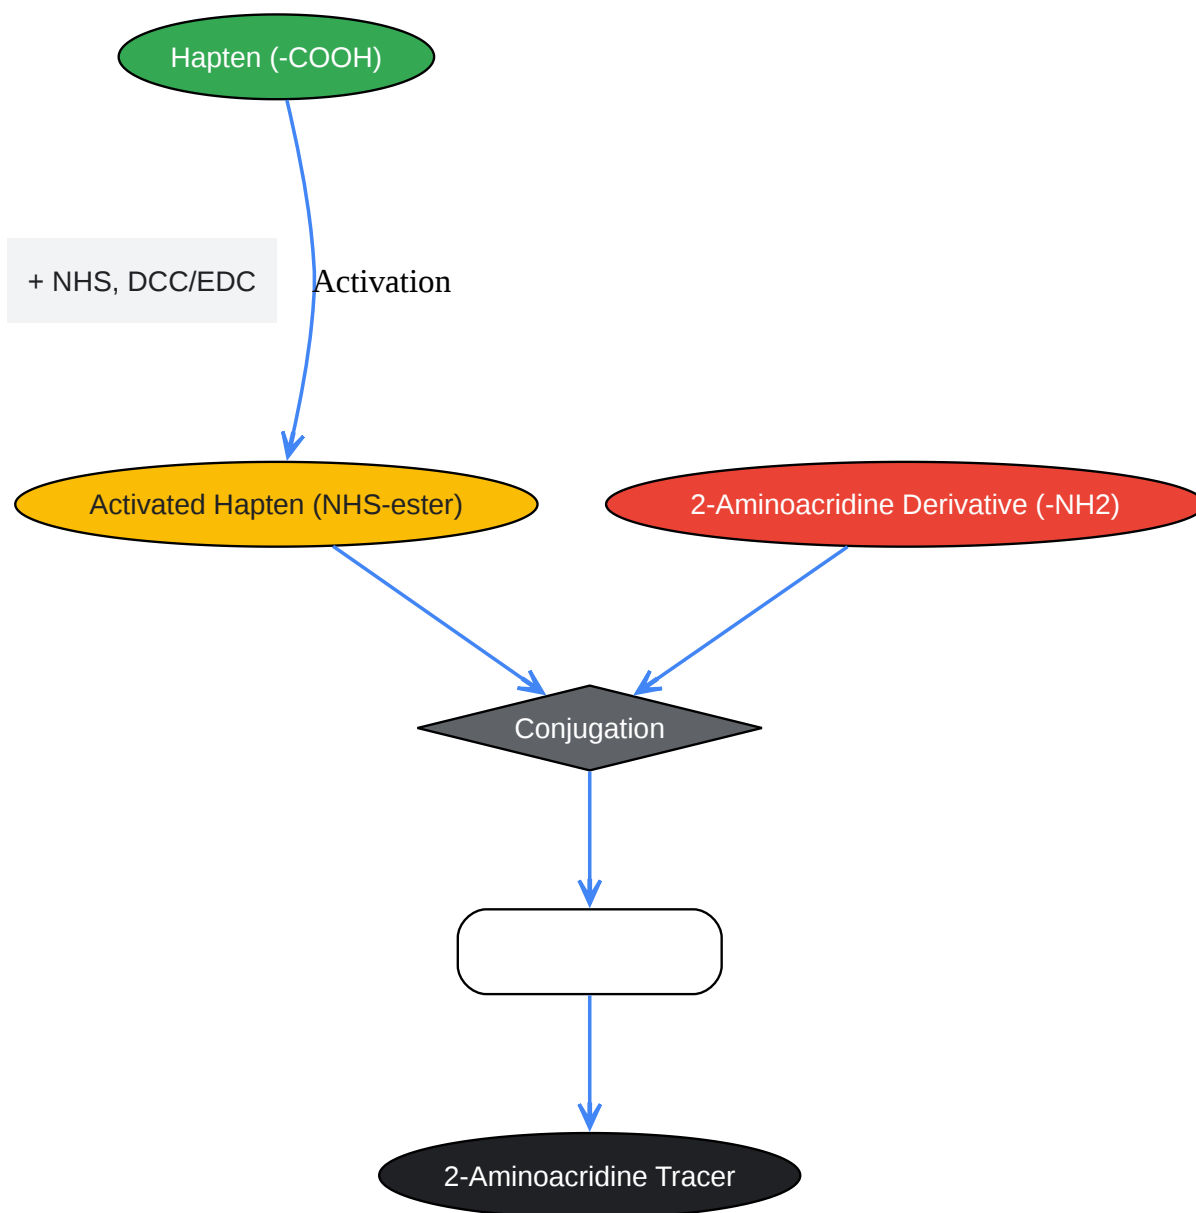 Hapten (-COOH)
+ NHS, DCC/EDC
Activation
Activated Hapten (NHS-ester)
2-Aminoacridine Derivative (-NH2)
Conjugation
2-Aminoacridine Tracer